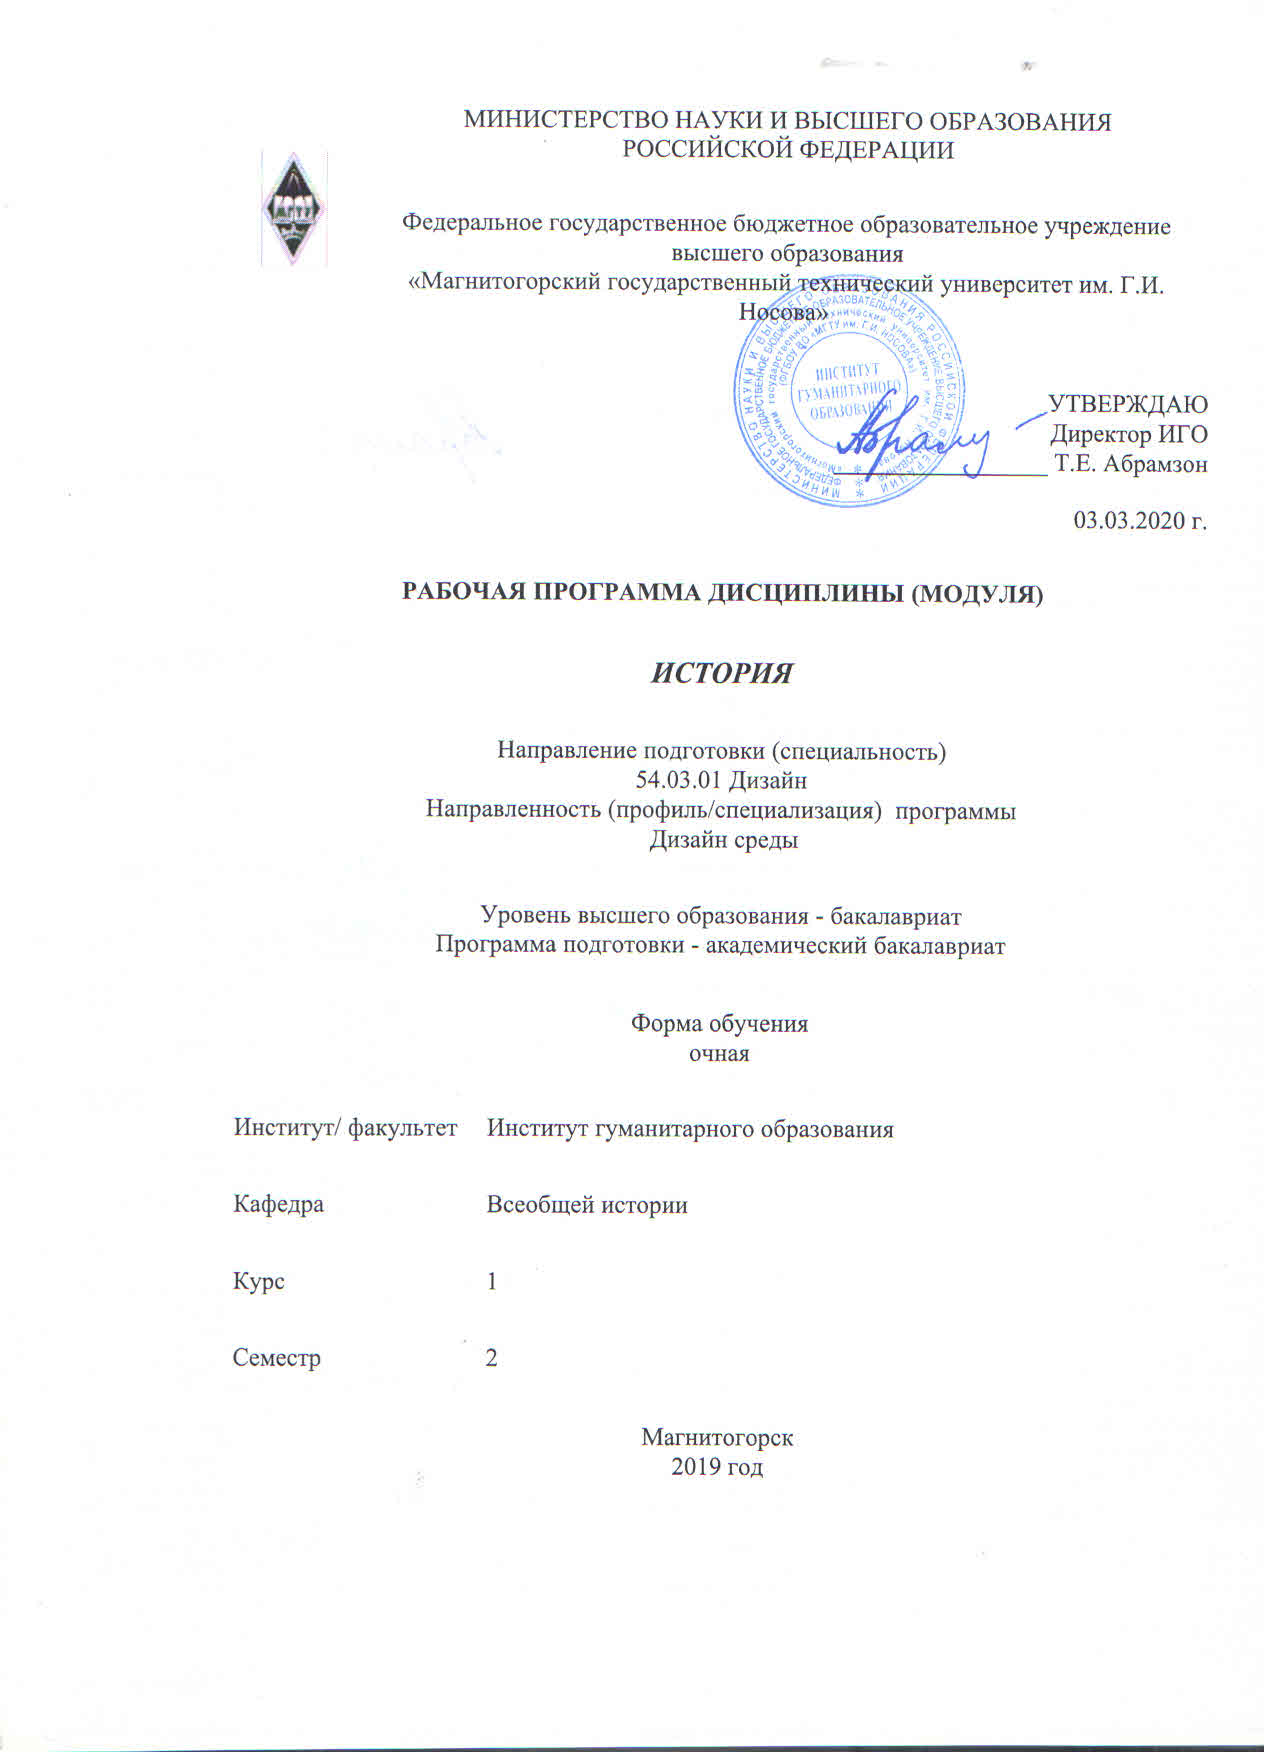 МИНИСТЕРСТВО НАУКИ И ВЫСШЕГО ОБРАЗОВАНИЯ
РОССИЙСКОЙ ФЕДЕРАЦИИ
Федеральное государственное бюджетное образовательное учреждение
высшего образования
«Магнитогорский государственный технический университет им. Г.И.
Носова»
ИНСТИТУТ
ГУМАНИТАРНОГО
ОБРАЗОВАНИЯ
УТВЕРЖДАЮ
Директор ИГО
Т.Е. Абрамзон
03.03.2020 г.
РАБОЧАЯ ПРОГРАММА ДИСЦИПЛИНЫ (МОДУЛЯ)
ИСТОРИЯ
Направление подготовки (специальность)
54.03.01 Дизайн
Направленность (профиль/специализация) программы
Дизайн среды
Уровень высшего образования - бакалавриат
Программа подготовки - академический бакалавриат
Форма обучения
очная
Институт/ факультет Институт гуманитарного образования
Кафедра Всеобщей истории
Курс 1
Семестр 2
Магнитогорск
2019 год